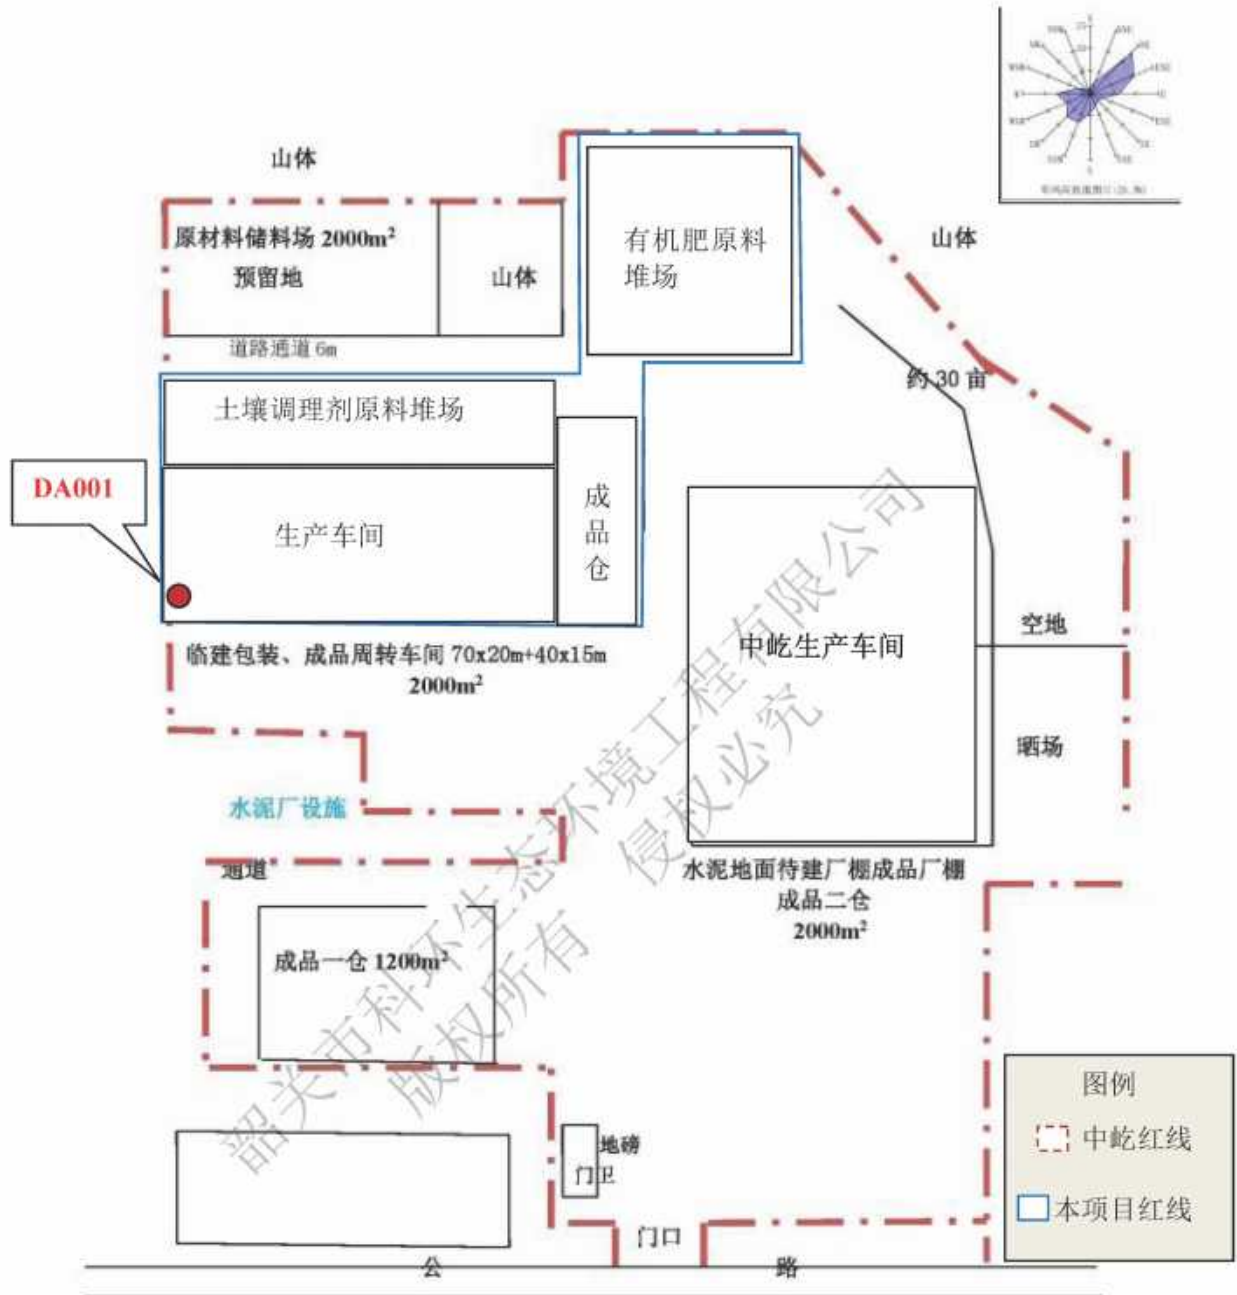 山体
原材料储料场 2000m²
预留地
山体
有机肥原料
堆场
山体
道路通道 6m
约 30 亩
土壤调理剂原料堆场
DA001
生产车间
成
品
仓
临建包装、成品周转车间 70x20m+40x15m
2000m²
中屹生产车间
空地
晒场
水泥厂设施
通道
水泥地面待建厂棚成品厂棚
成品二仓
2000m²
成品一仓 1200m²
韶关市科环生态环境工程有限公司
版权所有
侵权必究
地磅
门卫
门口
公
路
图例
中屹红线
本项目红线